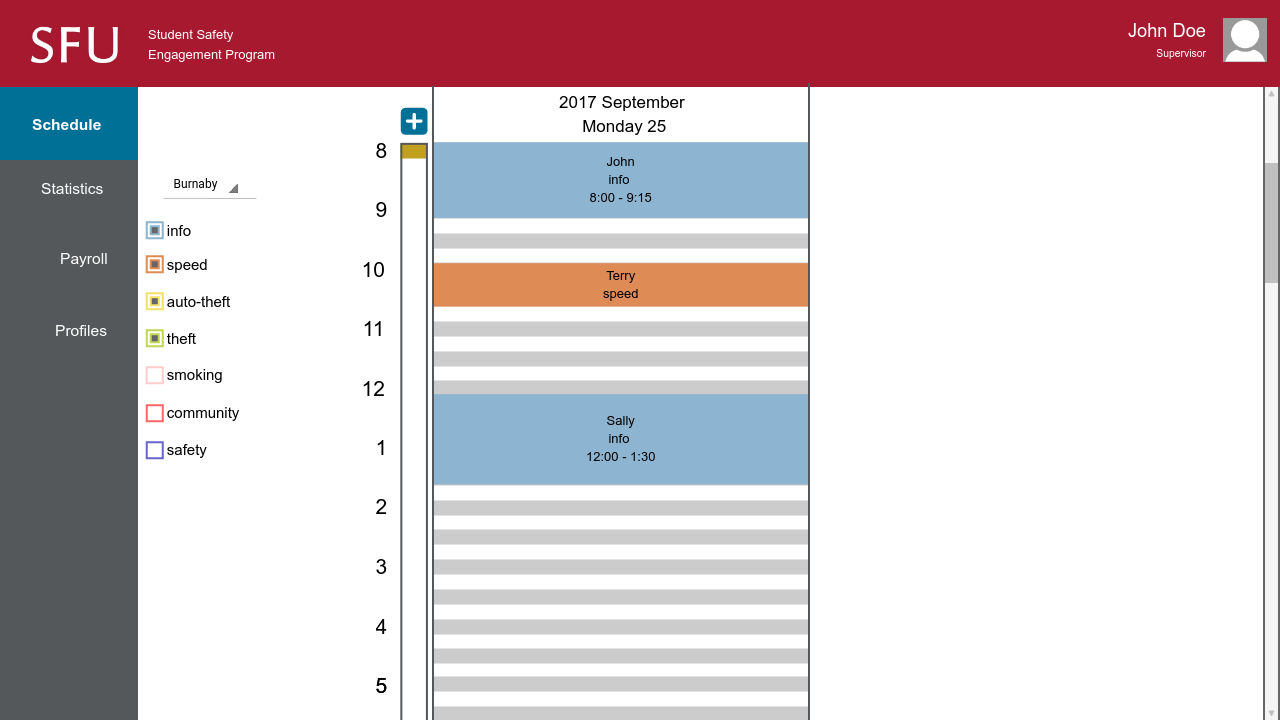 SFU
Student Safety
Engagement Program
John Doe
Supervisor
Schedule
Statistics
Payroll
Profiles
Burnaby
info
speed
auto-theft
theft
smoking
community
safety
2017 September
Monday 25
8
9
10
11
12
1
2
3
4
5
John
info
8:00 - 9:15
Terry
speed
Sally
info
12:00 - 1:30